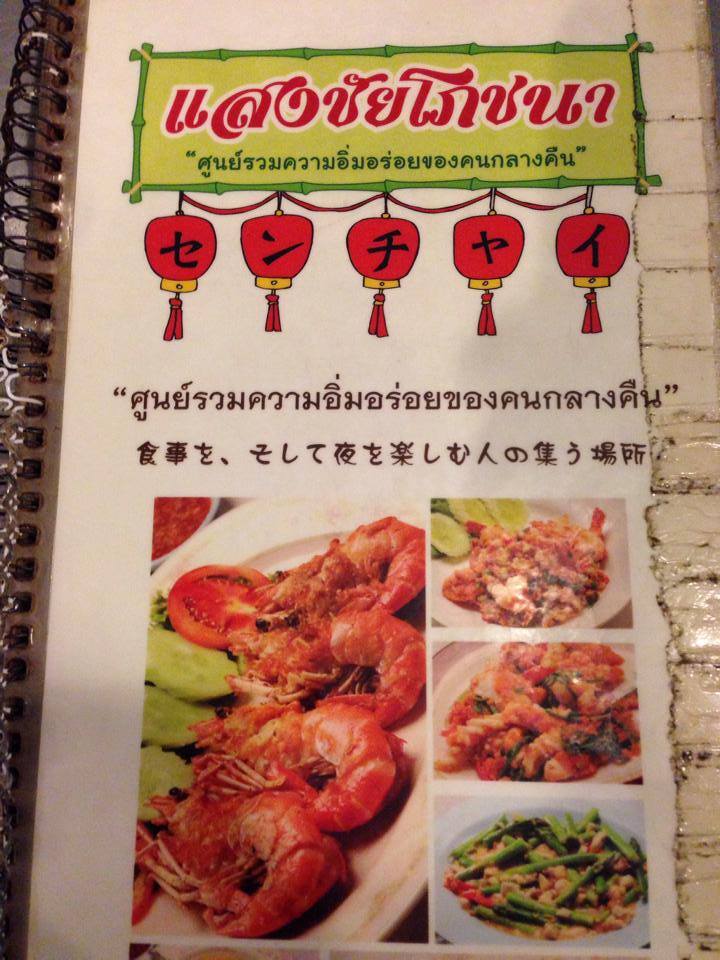 แสงชัยโภชนา
“ศูนย์รวมความอิ่มอร่อยของคนกลางคืน”
センチャイ
“ศูนย์รวมความอิ่มอร่อยของคนกลางคืน”
食事を、そして夜を楽しむ人の集う場所